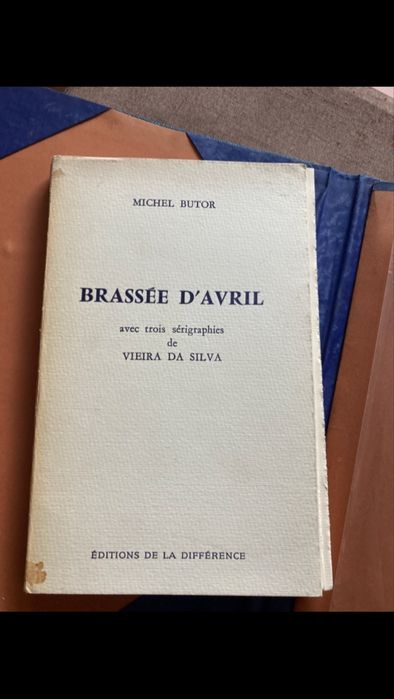 MICHEL BUTOR
BRASSÉE D'AVRIL
avec trois sérigraphies
de
VIEIRA DA SILVA
ÉDITIONS DE LA DIFFÉRENCE